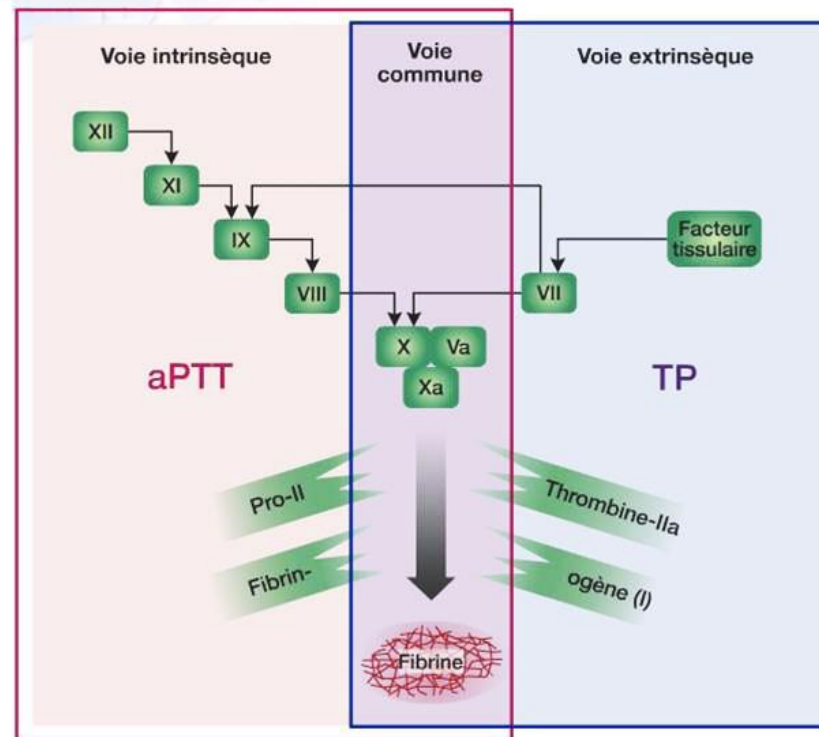 Voie intrinsèque
Voie
commune
Voie extrinsèque
XII
XI
IX
VIII
VII
Facteur
tissulaire
X
Va
Xa
aPTT
TP
Pro-II
Thrombine-IIa
Fibrin-
ogène (I)
Fibrine